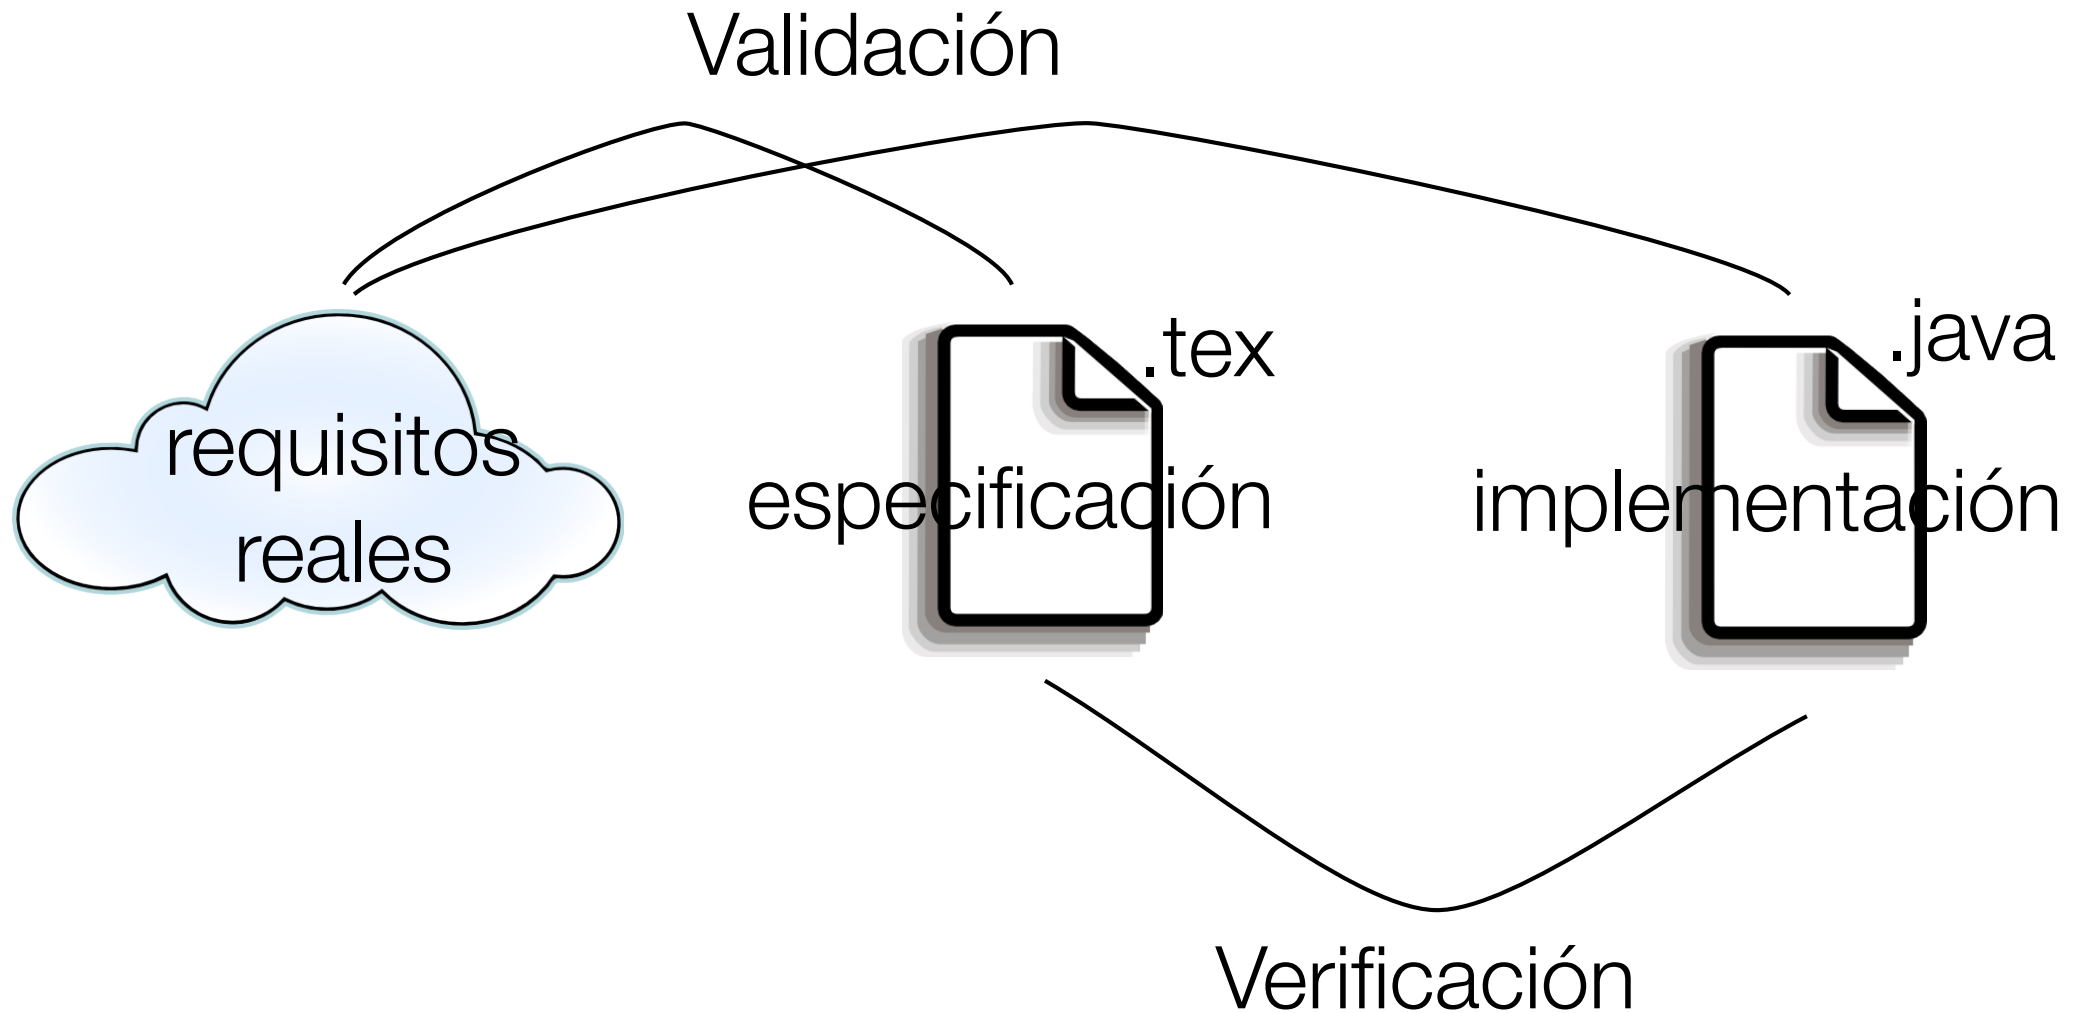 Validación
requisitos
reales
.tex
especificación
.java
implementación
Verificación